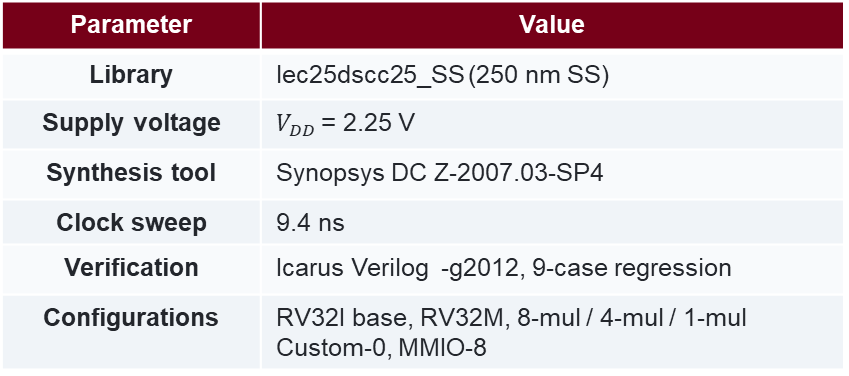 Parameter Value
Library lec25dscc25_SS (250 nm SS)
Supply voltage V_DD = 2.25 V
Synthesis tool Synopsys DC Z-2007.03-SP4
Clock sweep 9.4 ns
Verification Icarus Verilog -g2012, 9-case regression
Configurations RV32I base, RV32M, 8-mul / 4-mul / 1-mul
Custom-0, MMIO-8